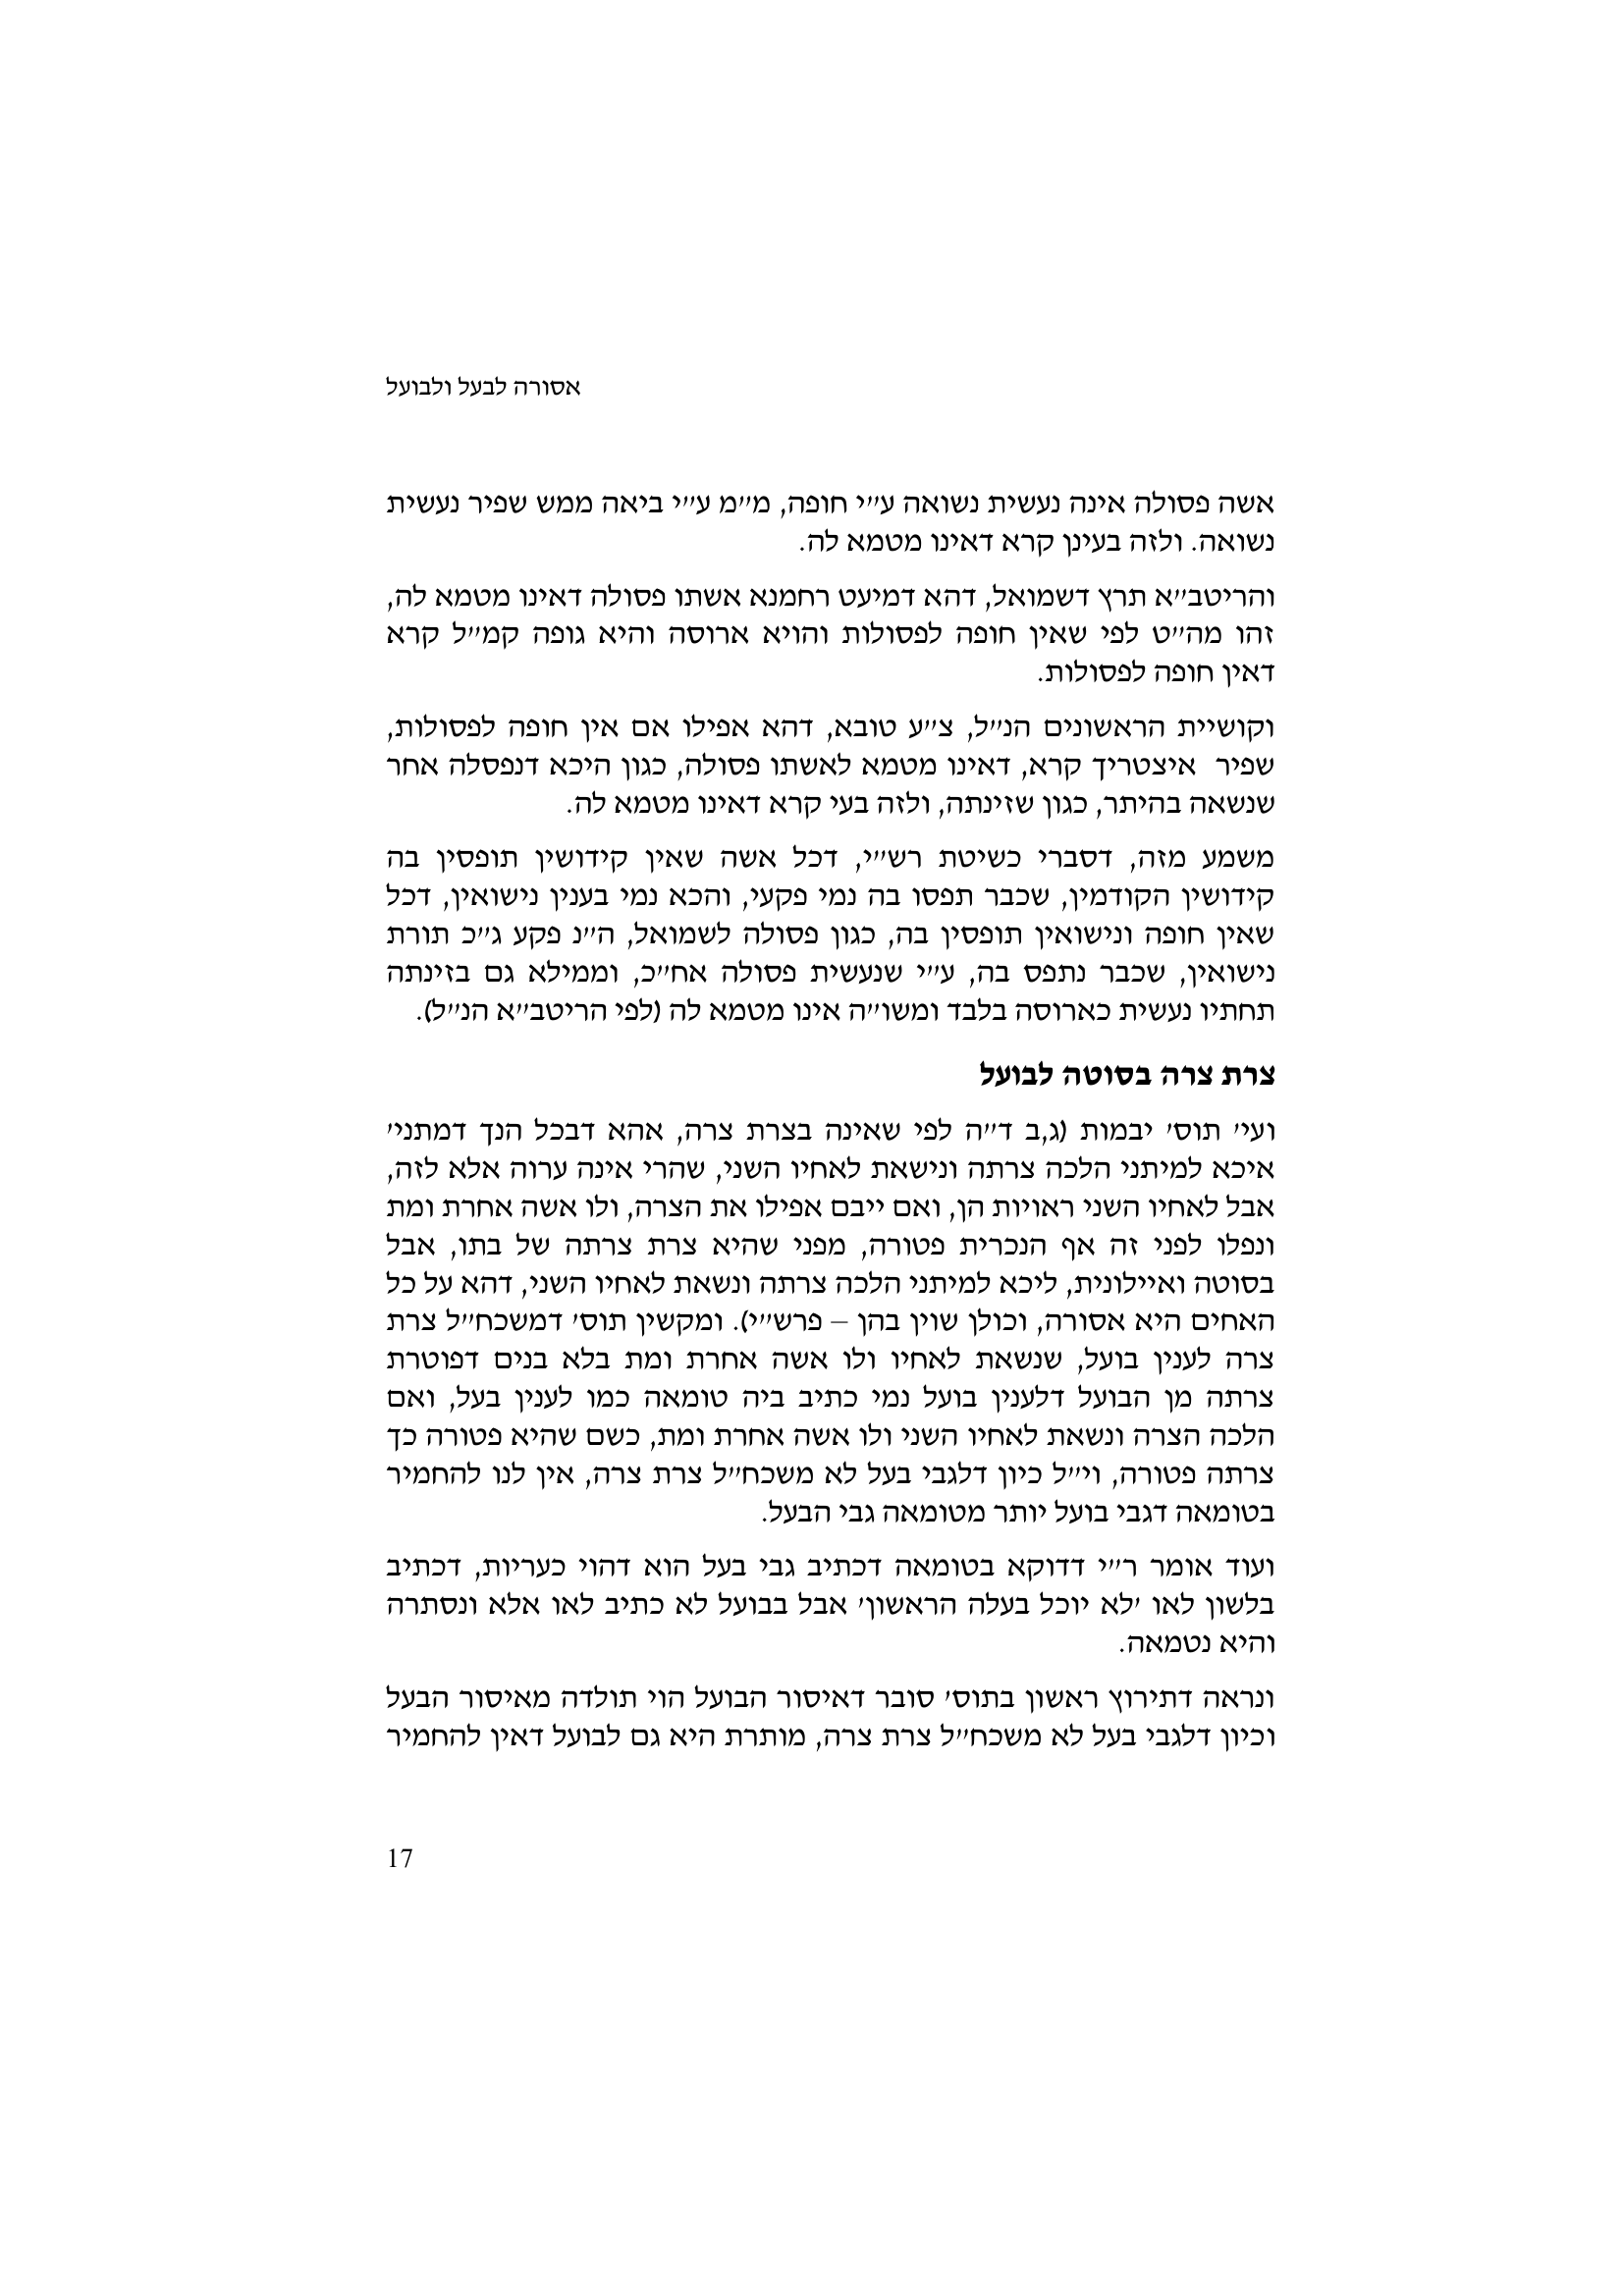 אסורה לבעל ולבועל
אשה פסולה אינה נעשית נשואה ע״י חופה, מ״מ ע״י ביאה ממש שפיר נעשית
נשואה. ולזה בעינן קרא דאינו מטמא לה.
והריטב״א תרץ דשמואל, דהא דמיעט רחמנא אשתו פסולה דאינו מטמא לה,
זהו מה״ט לפי שאין חופה לפסולות והויא ארוסה והיא גופה קמ״ל קרא
דאין חופה לפסולות.
וקושיית הראשונים הנ״ל, צ״ע טובא, דהא אפילו אם אין חופה לפסולות,
שפיר איצטריך קרא, דאינו מטמא לאשתו פסולה, כגון היכא דנפסלה אחר
שנשאה בהיתר, כגון שזינתה, ולזה בעי קרא דאינו מטמא לה.
משמע מזה, דסברי כשיטת רש״י, דכל אשה שאין קידושין תופסין בה
קידושין הקודמין, שכבר תפסו בה נמי פקעי, והכא נמי בענין נישואין, דכל
שאין חופה ונישואין תופסין בה, כגון פסולה לשמואל, ה״נ פקע ג״כ תורת
נישואין, שכבר נתפס בה, ע״י שנעשית פסולה אח״כ, וממילא גם בזינתה
תחתיו נעשית כארוסה בלבד ומשו״ה אינו מטמא לה (לפי הריטב״א הנ״ל).
צרת צרה בסוטה לבועל
ועי׳ תוס׳ יבמות (ג,ב ד״ה לפי שאינה בצרת צרה, אהא דבכל הנך דמתני׳
איכא למיתני הלכה צרתה ונישאת לאחיו השני, שהרי אינה ערוה אלא לזה,
אבל לאחיו השני ראויות הן, ואם ייבם אפילו את הצרה, ולו אשה אחרת ומת
ונפלו לפני זה אף הנכרית פטורה, מפני שהיא צרת צרתה של בתו, אבל
בסוטה ואיילונית, ליכא למיתני הלכה צרתה ונשאת לאחיו השני, דהא על כל
האחים היא אסורה, וכולן שוין בהן – פרש״י). ומקשין תוס׳ דמשכח״ל צרת
צרה לענין בועל, שנשאת לאחיו ולו אשה אחרת ומת בלא בנים דפוטרת
צרתה מן הבועל דלענין בועל נמי כתיב ביה טומאה כמו לענין בעל, ואם
הלכה הצרה ונשאת לאחיו השני ולו אשה אחרת ומת, כשם שהיא פטורה כך
צרתה פטורה, וי״ל כיון דלגבי בעל לא משכח״ל צרת צרה, אין לנו להחמיר
בטומאה דגבי בועל יותר מטומאה גבי הבעל.
ועוד אומר ר״י דדוקא בטומאה דכתיב גבי בעל הוא דהוי כעריות, דכתיב
בלשון לאו ׳לא יוכל בעלה הראשון׳ אבל בבועל לא כתיב לאו אלא ונסתרה
והיא נטמאה.
ונראה דתירוץ ראשון בתוס׳ סובר דאיסור הבועל הוי תולדה מאיסור הבעל
וכיון דלגבי בעל לא משכח״ל צרת צרה, מותרת היא גם לבועל דאין להחמיר
17